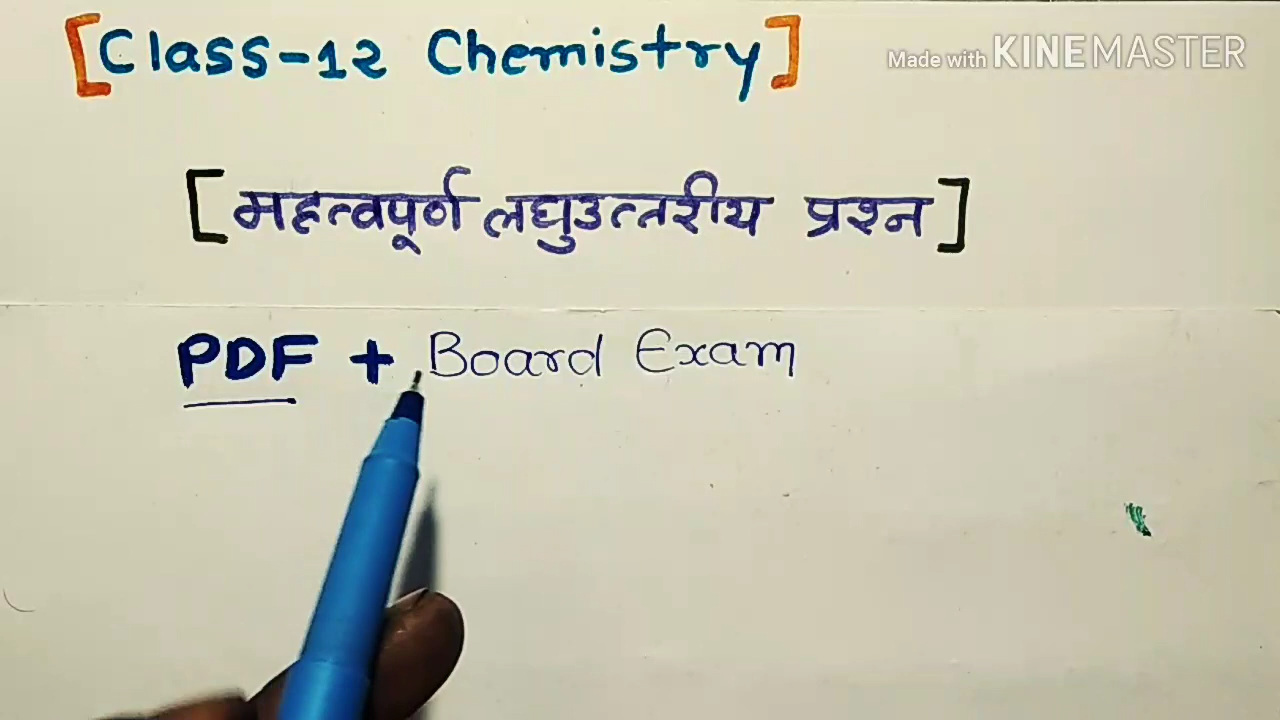 [Class-12 Chemistry]
Made with KINEMASTER
[महत्वपूर्ण लघुउत्तरीय प्रश्न]
PDF + Board Exam